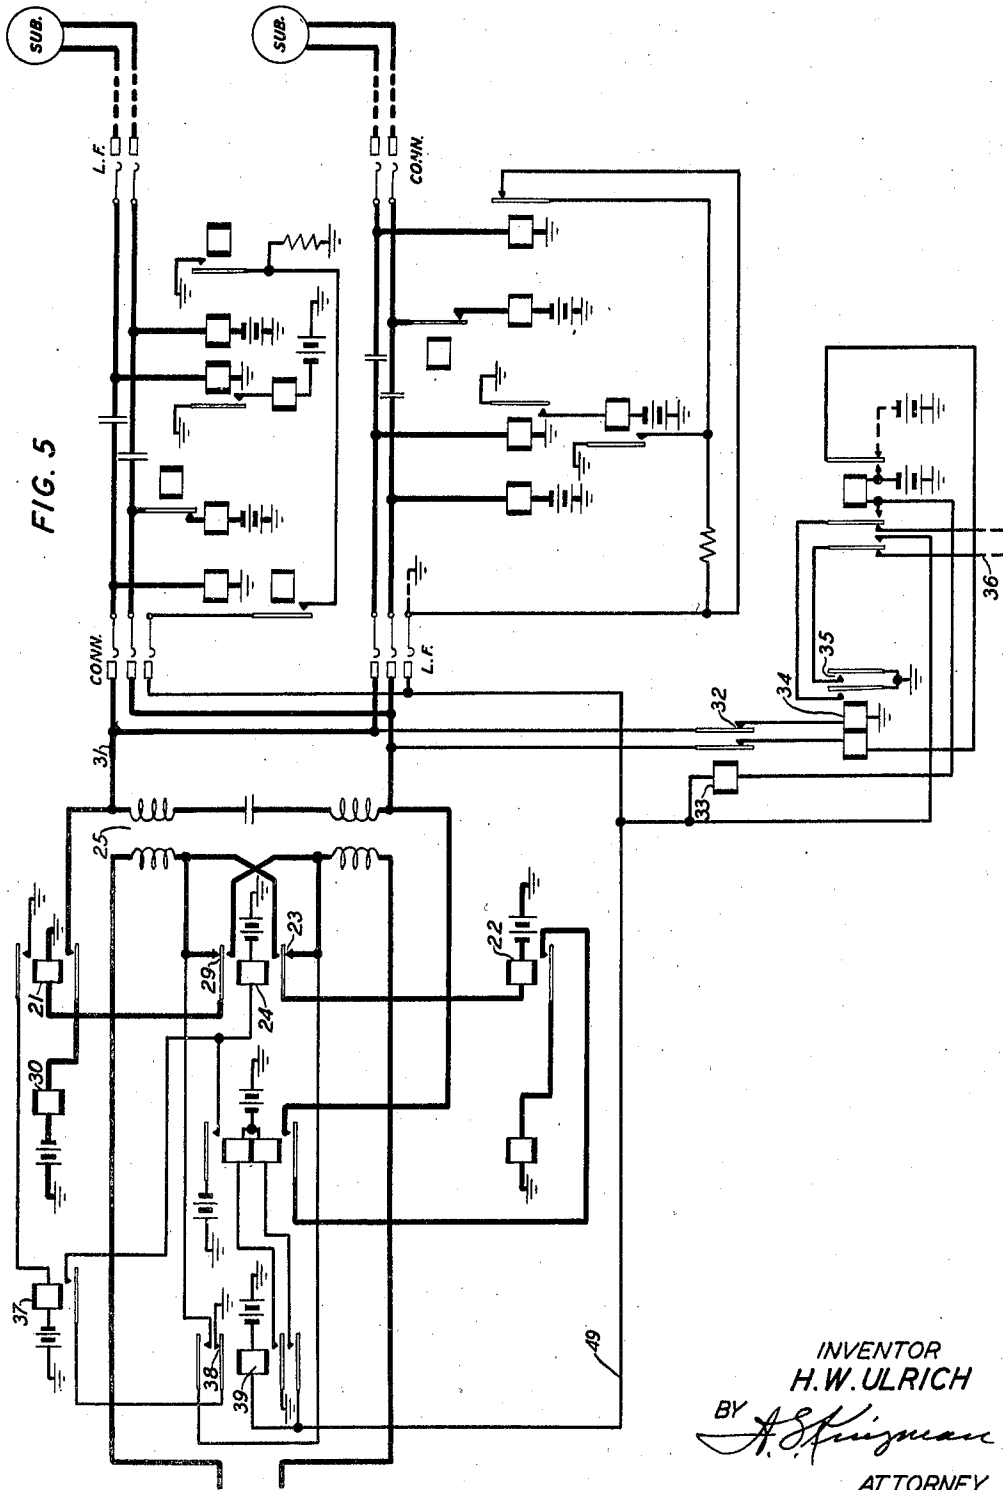 SUB.
SUB.
L.F.
CONN.
FIG. 5
CONN.
L.F.
36
35
34
32
33
31
25
21
29
23
24
22
30
37
38
39
49
INVENTOR
H.W. ULRICH
BY A. S. Kinzman
ATTORNEY